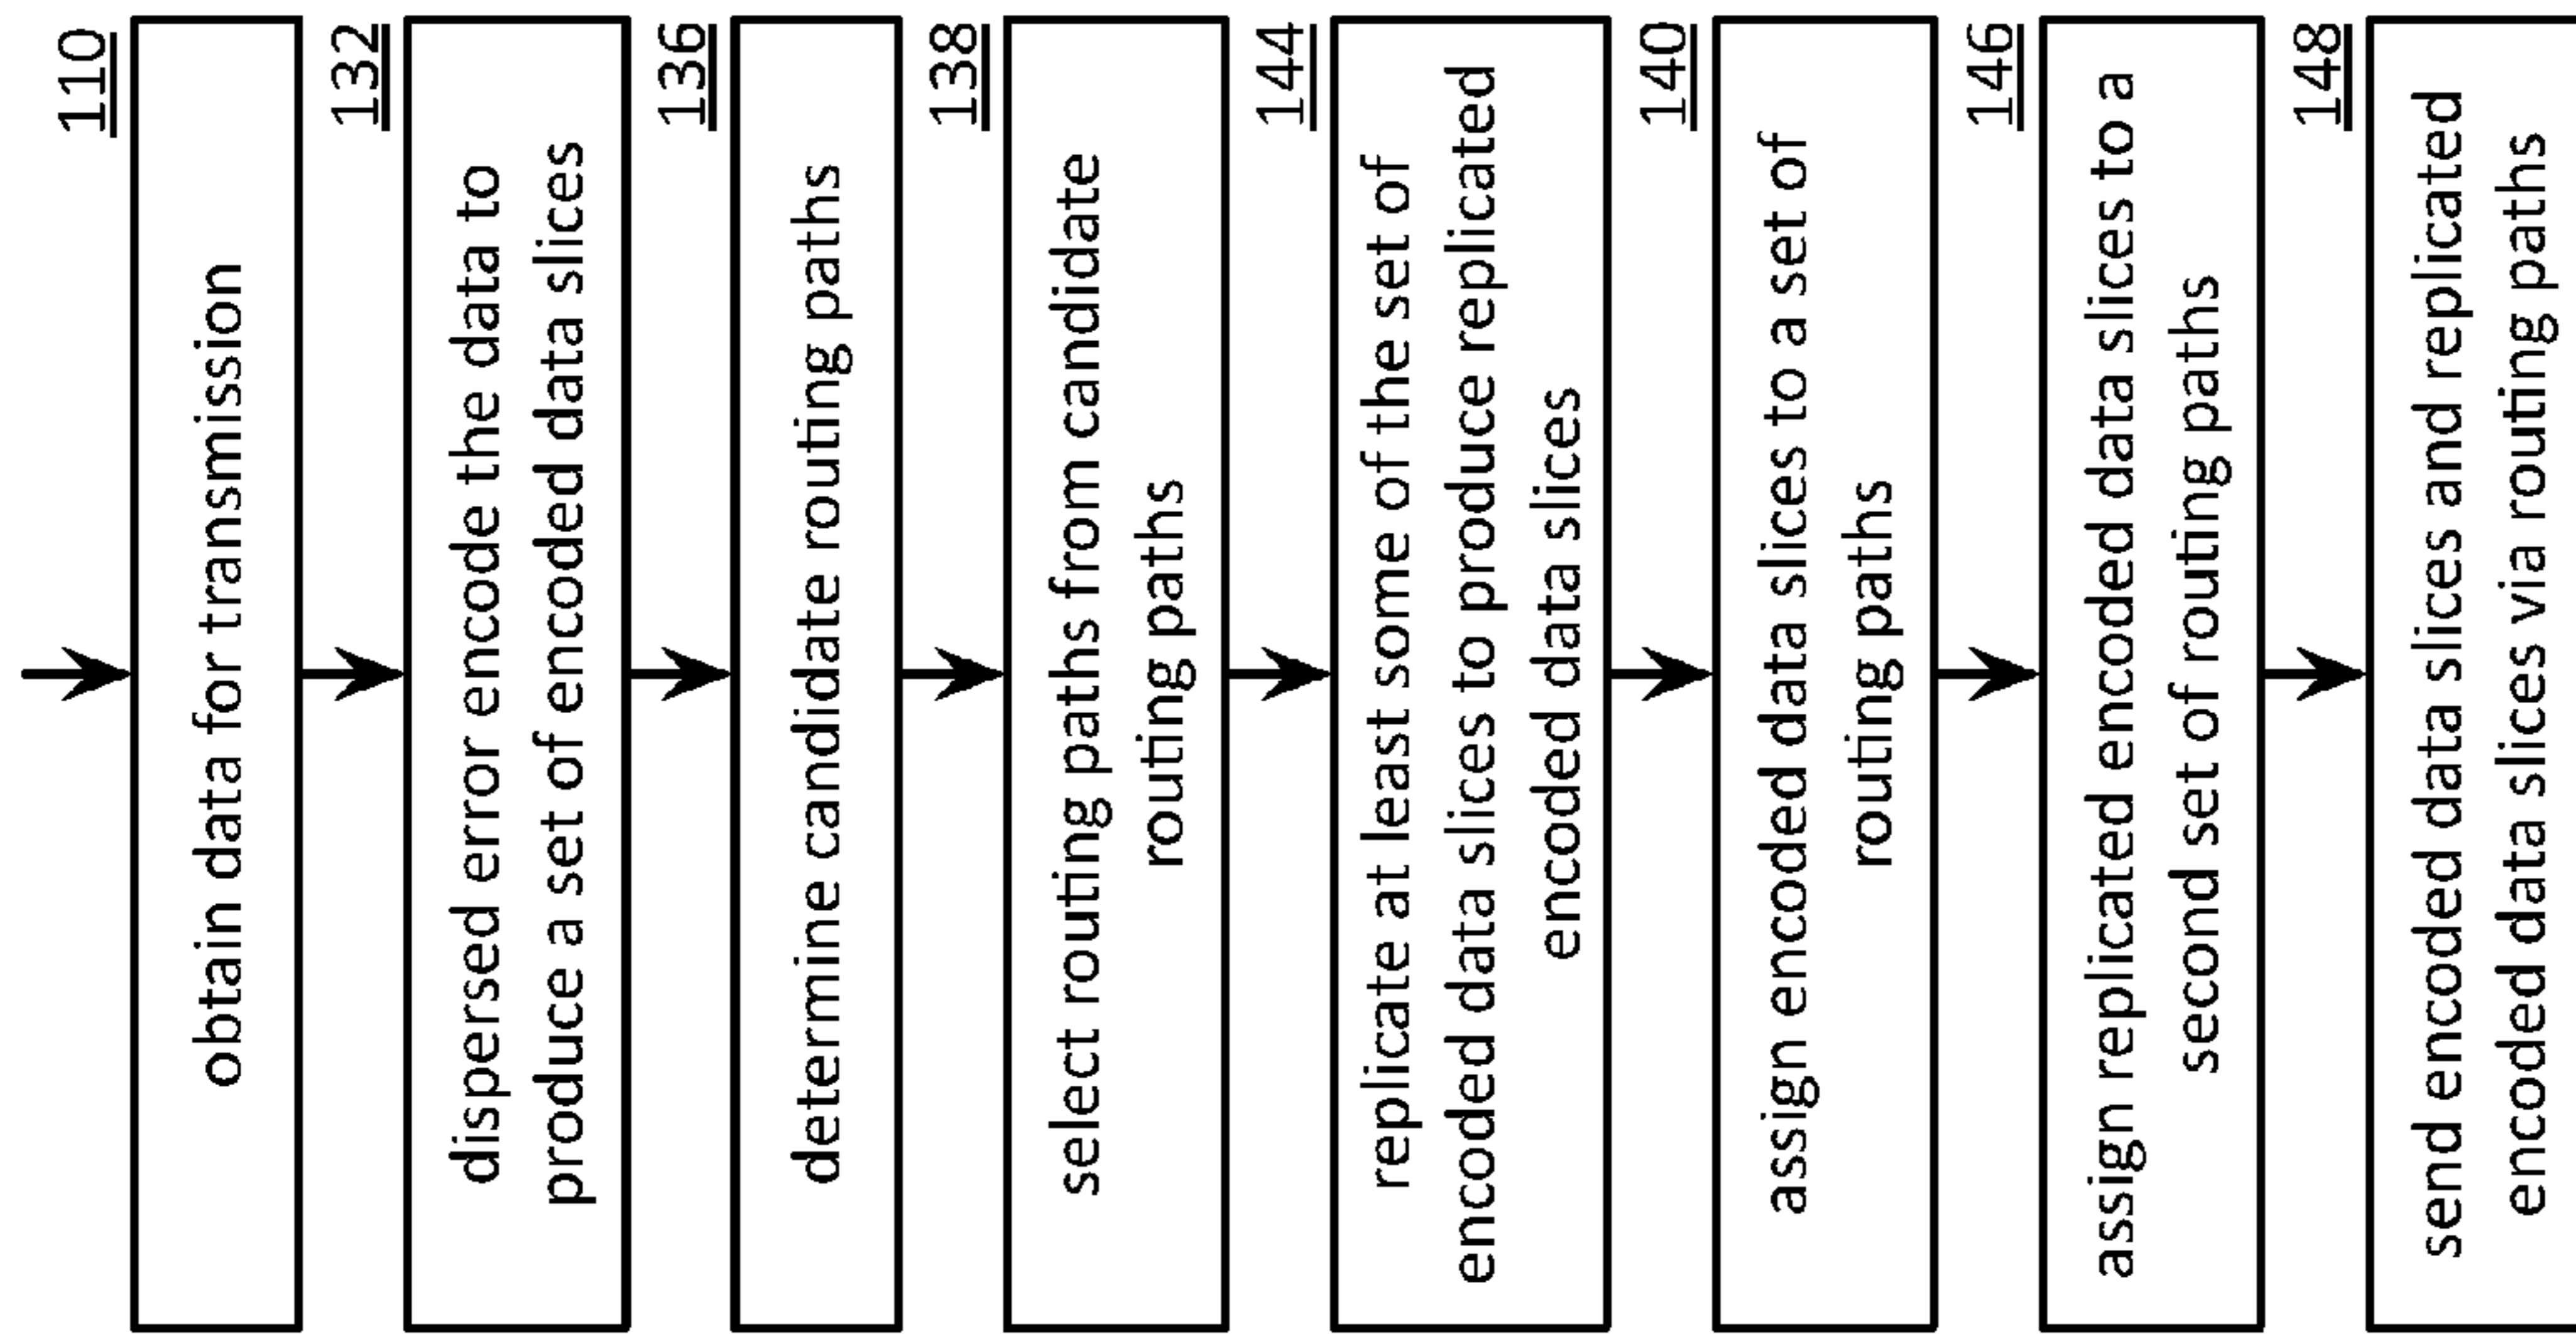 110
obtain data for transmission
132
dispersed error encode the data to
produce a set of encoded data slices
136
determine candidate routing paths
138
select routing paths from candidate
routing paths
144
replicate at least some of the set of
encoded data slices to produce replicated
encoded data slices
140
assign encoded data slices to a set of
routing paths
146
assign replicated encoded data slices to a
second set of routing paths
148
send encoded data slices and replicated
encoded data slices via routing paths